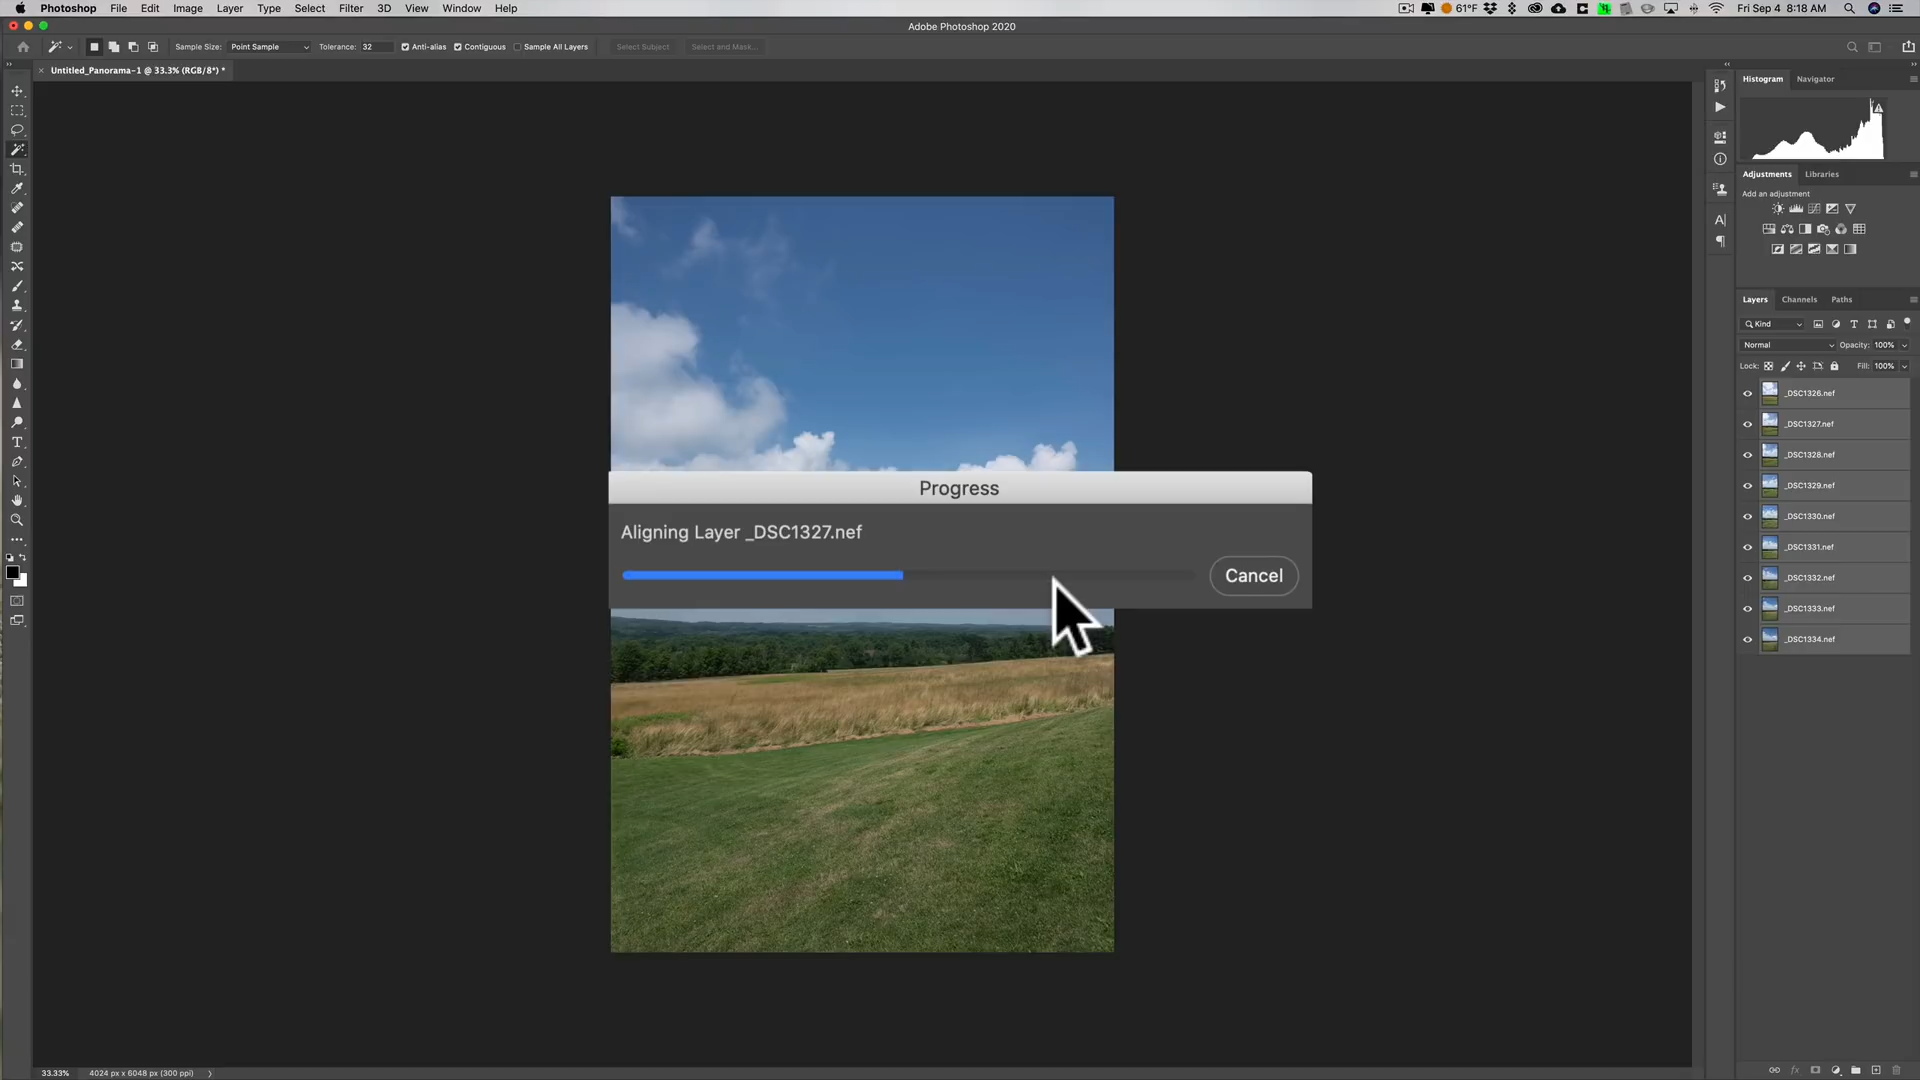 Photoshop File Edit Image Layer Type Select Filter 3D View Window Help 61°F Fri Sep 4 8:18 AM
Adobe Photoshop 2020
Sample Size: Point Sample Tolerance: 32 Anti-alias Contiguous Sample All Layers Select Subject Select and Mask...
Untitled_Panorama-1 @ 33.3% (RGB/8*) *
Histogram Navigator
Adjustments Libraries
Add an adjustment
Layers Channels Paths
Kind
Normal Opacity: 100%
Lock: Fill: 100%
_DSC1326.nef
_DSC1327.nef
_DSC1328.nef
_DSC1329.nef
_DSC1330.nef
_DSC1331.nef
_DSC1332.nef
_DSC1333.nef
_DSC1334.nef
Progress
Aligning Layer _DSC1327.nef
Cancel
33.33% 4024 px x 6048 px (300 ppi)